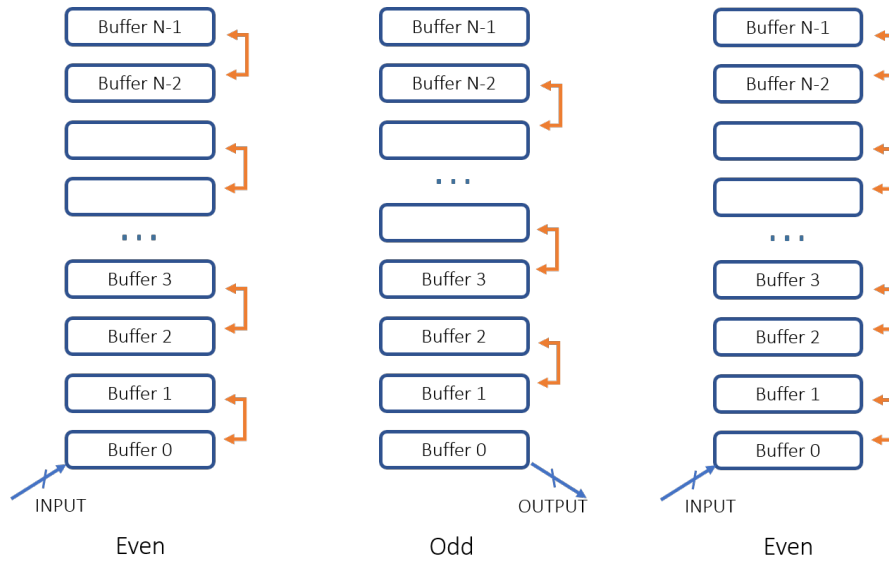 Buffer N-1
Buffer N-2
...
Buffer 3
Buffer 2
Buffer 1
Buffer 0
INPUT
Even
Buffer N-1
Buffer N-2
...
Buffer 3
Buffer 2
Buffer 1
Buffer 0
OUTPUT
Odd
Buffer N-1
Buffer N-2
...
Buffer 3
Buffer 2
Buffer 1
Buffer 0
INPUT
Even